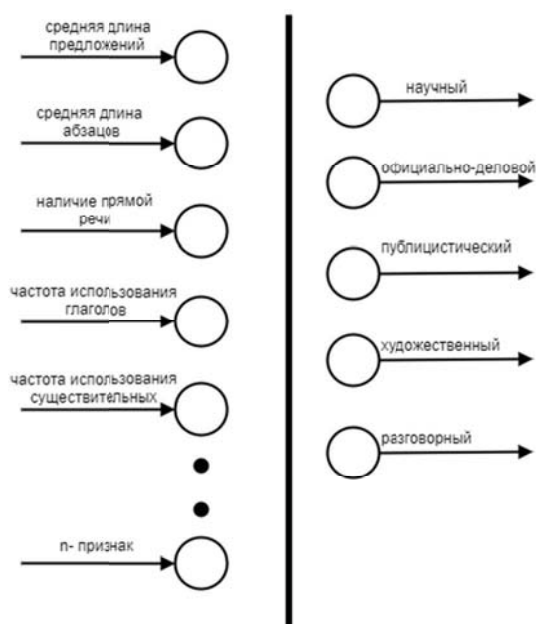 средняя длина
предложений
средняя длина
абзацов
наличие прямой
речи
частота использования
глаголов
частота использования
существительных
n- признак
научный
официально-деловой
публицистический
художественный
разговорный